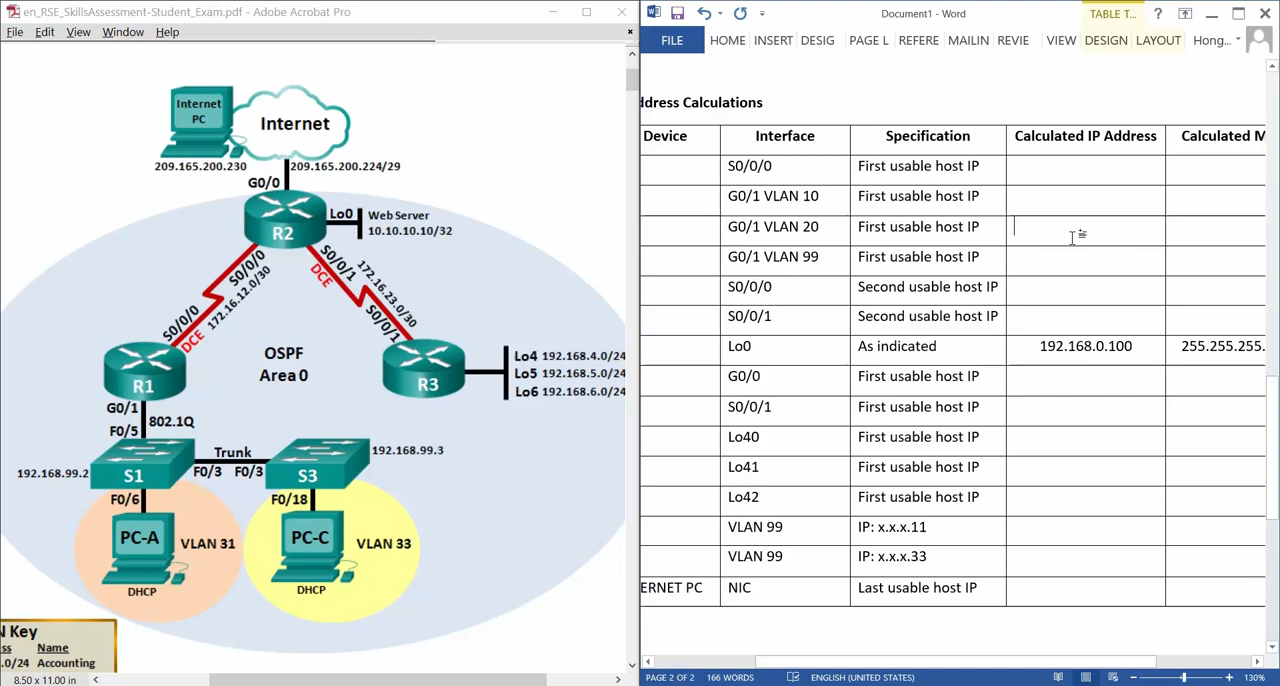 en_RSE_SkillsAssessment-Student_Exam.pdf - Adobe Acrobat Pro
File Edit View Window Help
Internet
PC
Internet
209.165.200.230
209.165.200.224/29
G0/0
R2
Lo0
Web Server
10.10.10.10/32
S0/0/0
172.16.12.0/30
S0/0/0
DCE
S0/0/1
DCE
172.16.23.0/30
S0/0/1
OSPF
Area 0
R1
R3
Lo4 192.168.4.0/24
Lo5 192.168.5.0/24
Lo6 192.168.6.0/24
G0/1
802.1Q
F0/5
Trunk
192.168.99.3
192.168.99.2
S1
F0/3 F0/3
S3
F0/6
F0/18
PC-A
VLAN 31
PC-C
VLAN 33
DHCP
DHCP
N Key
ss Name
.0/24 Accounting
8.50 x 11.00 in
Document1 - Word
TABLE T...
FILE HOME INSERT DESIG PAGE L REFERE MAILIN REVIE VIEW DESIGN LAYOUT Hong...
ddress Calculations
Device Interface Specification Calculated IP Address Calculated M
S0/0/0 First usable host IP
G0/1 VLAN 10 First usable host IP
G0/1 VLAN 20 First usable host IP
G0/1 VLAN 99 First usable host IP
S0/0/0 Second usable host IP
S0/0/1 Second usable host IP
Lo0 As indicated 192.168.0.100 255.255.255.
G0/0 First usable host IP
S0/0/1 First usable host IP
Lo40 First usable host IP
Lo41 First usable host IP
Lo42 First usable host IP
VLAN 99 IP: x.x.x.11
VLAN 99 IP: x.x.x.33
ERNET PC NIC Last usable host IP
PAGE 2 OF 2 166 WORDS ENGLISH (UNITED STATES) 130%